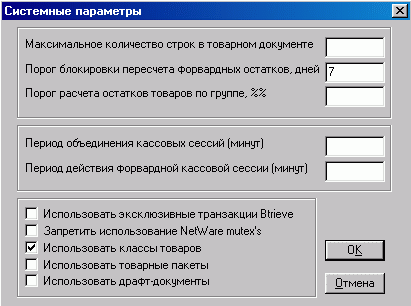 Системные параметры
Максимальное количество строк в товарном документе
Порог блокировки пересчета форвардных остатков, дней 7
Порог расчета остатков товаров по группе, %%
Период объединения кассовых сессий (минут)
Период действия форвардной кассовой сессии (минут)
Использовать эксклюзивные транзакции Btrieve
Запретить использование NetWare mutex's
Использовать классы товаров
Использовать товарные пакеты
Использовать драфт-документы
OK
Отмена